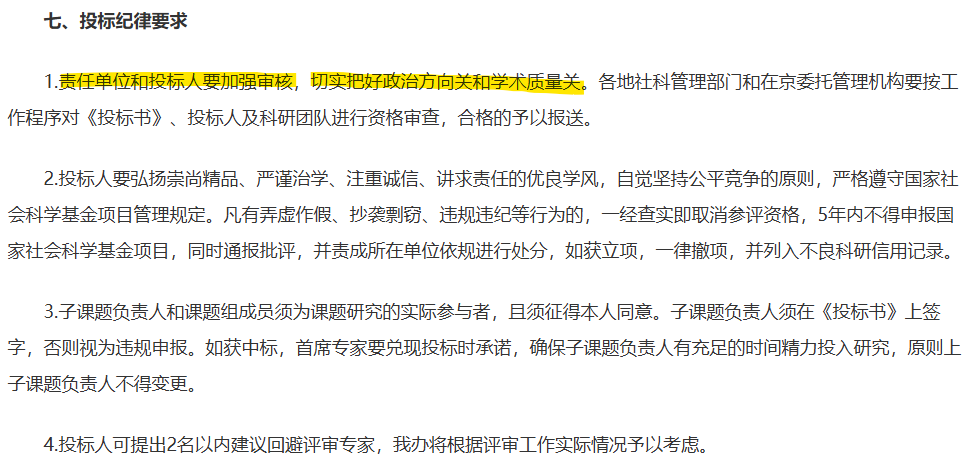 七、投标纪律要求
1.责任单位和投标人要加强审核，切实把好政治方向关和学术质量关。各地社科管理部门和在京委托管理机构要按工
作程序对《投标书》、投标人及科研团队进行资格审查，合格的予以报送。
2.投标人要弘扬崇尚精品、严谨治学、注重诚信、讲求责任的优良学风，自觉坚持公平竞争的原则，严格遵守国家社
会科学基金项目管理规定。凡有弄虚作假、抄袭剽窃、违规违纪等行为的，一经查实即取消参评资格，5年内不得申报国
家社会科学基金项目，同时通报批评，并责成所在单位依规进行处分，如获立项，一律撤项，并列入不良科研信用记录。
3.子课题负责人和课题组成员须为课题研究的实际参与者，且须征得本人同意。子课题负责人须在《投标书》上签
字，否则视为违规申报。如获中标，首席专家要兑现投标时承诺，确保子课题负责人有充足的时间精力投入研究，原则上
子课题负责人不得变更。
4.投标人可提出2名以内建议回避评审专家，我办将根据评审工作实际情况予以考虑。